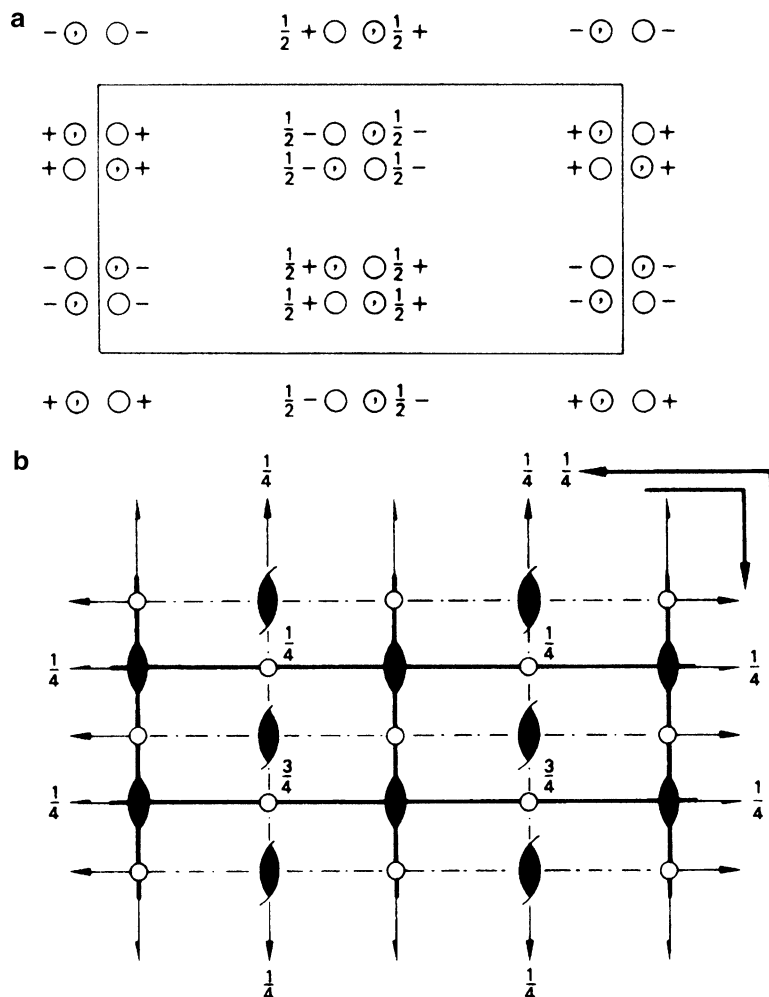 a
- - 1/2 + 1/2 + - -
+ + 1/2 - 1/2 - + +
+ + 1/2 - 1/2 - + +
- - 1/2 + 1/2 + - -
- - 1/2 + 1/2 + - -
+ + 1/2 - 1/2 - + +
b
1/4 1/4 1/4
1/4 1/4
1/4 1/4
3/4 3/4
1/4 1/4
1/4 1/4